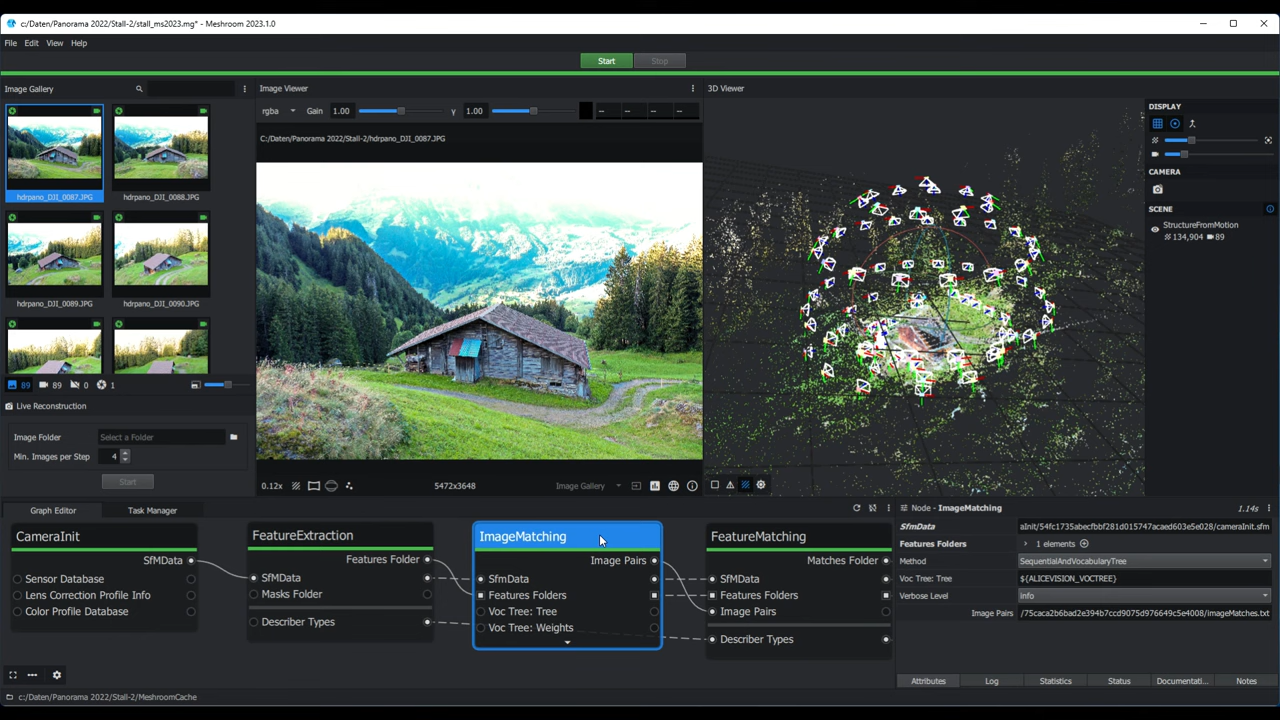 c:/Daten/Panorama 2022/Stall-2/stall_ms2023.mg* - Meshroom 2023.1.0
File Edit View Help
Start Stop
Image Gallery
hdrpano_DJI_0087.JPG hdrpano_DJI_0088.JPG
hdrpano_DJI_0089.JPG hdrpano_DJI_0090.JPG
89 89 0 1
Live Reconstruction
Image Folder Select a Folder
Min. Images per Step 4
Start
Image Viewer
rgba Gain 1.00 γ 1.00 -- -- -- --
C:/Daten/Panorama 2022/Stall-2/hdrpano_DJI_0087.JPG
0.12x 5472x3648 Image Gallery
3D Viewer
DISPLAY
CAMERA
SCENE
StructureFromMotion
134,904 89
Graph Editor Task Manager
CameraInit
SfMData
Sensor Database
Lens Correction Profile Info
Color Profile Database
FeatureExtraction
Features Folder
SfMData
Masks Folder
Describer Types
ImageMatching
Image Pairs
SfmData
Features Folders
Voc Tree: Tree
Voc Tree: Weights
FeatureMatching
Matches Folder
SfMData
Features Folders
Image Pairs
Describer Types
Node - ImageMatching 1.14s
SfmData aInit/54fc1735abecfbbf281d015747acaed603e5e028/cameraInit.sfm
Features Folders 1 elements
Method SequentialAndVocabularyTree
Voc Tree: Tree ${ALICEVISION_VOCTREE}
Verbose Level info
Image Pairs /75caca2b6bad2e394b7ccd9075d976649c5e4008/imageMatches.txt
Attributes Log Statistics Status Documentati... Notes
c:/Daten/Panorama 2022/Stall-2/MeshroomCache